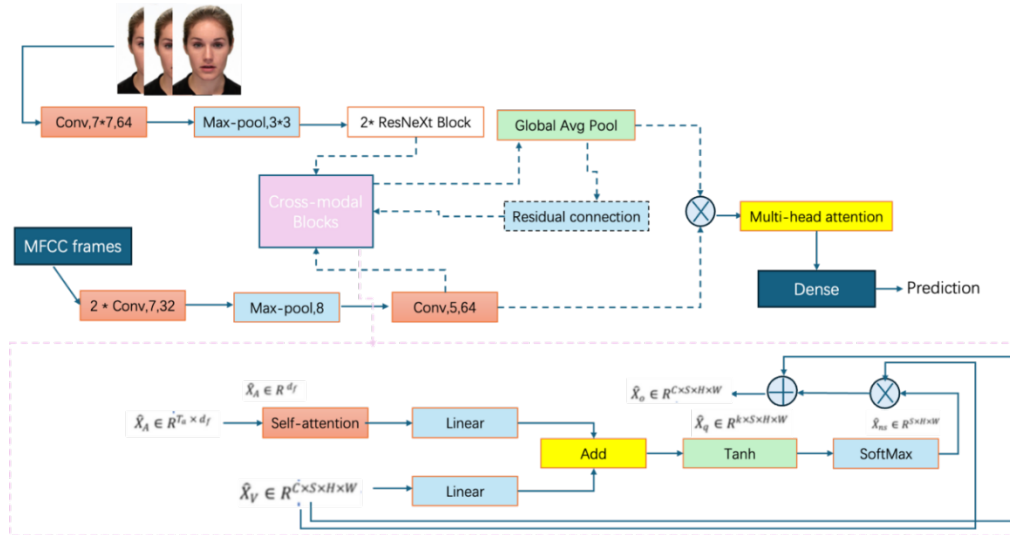 Conv,7*7,64
Max-pool,3*3
2* ResNeXt Block
Global Avg Pool
Cross-modal
Blocks
Residual connection
Multi-head attention
MFCC frames
2 * Conv,7,32
Max-pool,8
Conv,5,64
Dense
Prediction
X̂_A ∈ R^{d_f}
X̂_A ∈ R^{T_a × d_f}
Self-attention
Linear
X̂_o ∈ R^{C×S×H×W}
X̂_q ∈ R^{k×S×H×W}
X̂_{ns} ∈ R^{S×H×W}
Add
Tanh
SoftMax
X̂_V ∈ R^{C×S×H×W}
Linear